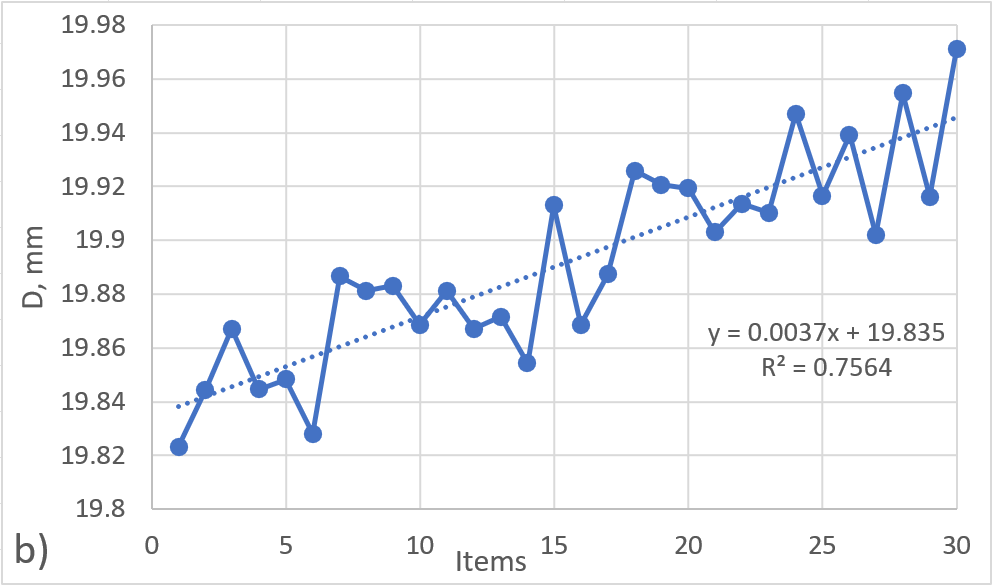 19.98
19.96
19.94
19.92
19.9
19.88
19.86
19.84
19.82
19.8
D, mm
y = 0.0037x + 19.835
R² = 0.7564
0 5 10 15 20 25 30
Items
b)